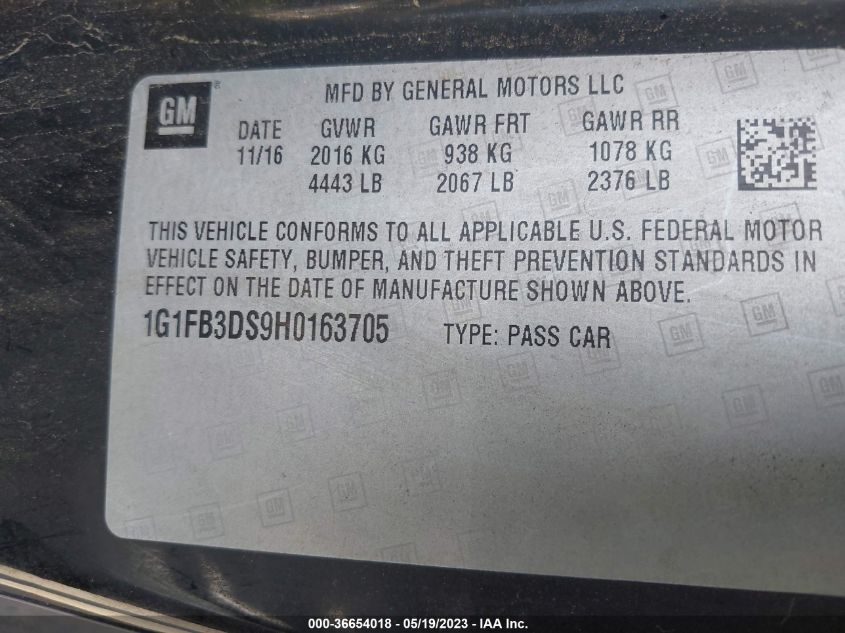 GM
MFD BY GENERAL MOTORS LLC
DATE GVWR GAWR FRT GAWR RR
11/16 2016 KG 938 KG 1078 KG
4443 LB 2067 LB 2376 LB
THIS VEHICLE CONFORMS TO ALL APPLICABLE U.S. FEDERAL MOTOR
VEHICLE SAFETY, BUMPER, AND THEFT PREVENTION STANDARDS IN
EFFECT ON THE DATE OF MANUFACTURE SHOWN ABOVE.
1G1FB3DS9H0163705 TYPE: PASS CAR
000-36654018 - 05/19/2023 - IAA Inc.